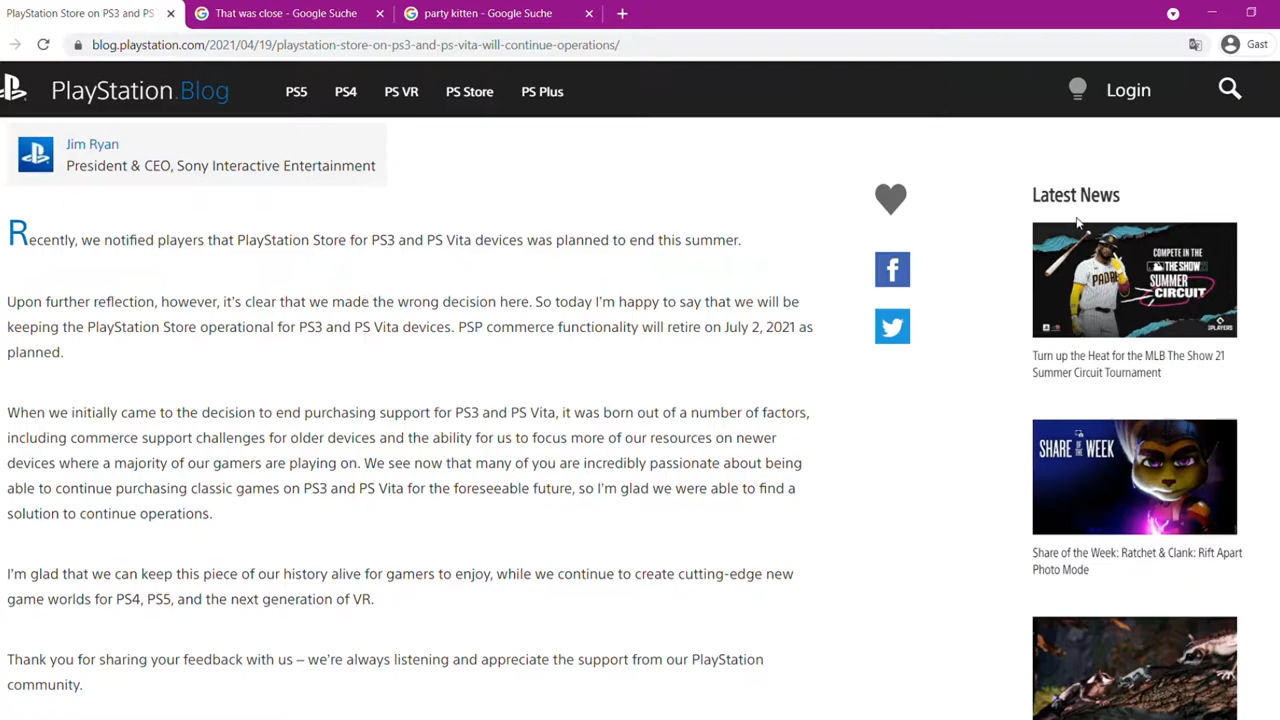 PlayStation Store on PS3 and PS
That was close - Google Suche
party kitten - Google Suche
blog.playstation.com/2021/04/19/playstation-store-on-ps3-and-ps-vita-will-continue-operations/
Gast
PlayStation.Blog
PS5
PS4
PS VR
PS Store
PS Plus
Login
Jim Ryan
President & CEO, Sony Interactive Entertainment
Recently, we notified players that PlayStation Store for PS3 and PS Vita devices was planned to end this summer.
Upon further reflection, however, it's clear that we made the wrong decision here. So today I'm happy to say that we will be
keeping the PlayStation Store operational for PS3 and PS Vita devices. PSP commerce functionality will retire on July 2, 2021 as
planned.
When we initially came to the decision to end purchasing support for PS3 and PS Vita, it was born out of a number of factors,
including commerce support challenges for older devices and the ability for us to focus more of our resources on newer
devices where a majority of our gamers are playing on. We see now that many of you are incredibly passionate about being
able to continue purchasing classic games on PS3 and PS Vita for the foreseeable future, so I'm glad we were able to find a
solution to continue operations.
I'm glad that we can keep this piece of our history alive for gamers to enjoy, while we continue to create cutting-edge new
game worlds for PS4, PS5, and the next generation of VR.
Thank you for sharing your feedback with us – we're always listening and appreciate the support from our PlayStation
community.
Latest News
COMPETE IN THE
THE SHOW
SUMMER
CIRCUIT
PADRES
Turn up the Heat for the MLB The Show 21
Summer Circuit Tournament
SHARE OF THE WEEK
Share of the Week: Ratchet & Clank: Rift Apart
Photo Mode